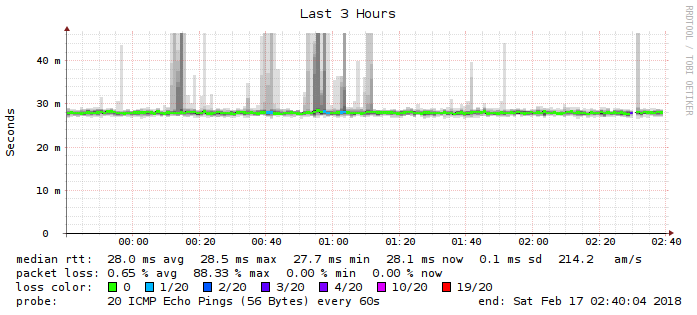 Last 3 Hours
RRDTOOL / TOBI OETIKER
Seconds
40 m
30 m
20 m
10 m
0
00:00 00:20 00:40 01:00 01:20 01:40 02:00 02:20 02:40
median rtt: 28.0 ms avg 28.5 ms max 27.7 ms min 28.1 ms now 0.1 ms sd 214.2 am/s
packet loss: 0.65 % avg 88.33 % max 0.00 % min 0.00 % now
loss color: 0 1/20 2/20 3/20 4/20 10/20 19/20
probe: 20 ICMP Echo Pings (56 Bytes) every 60s end: Sat Feb 17 02:40:04 2018